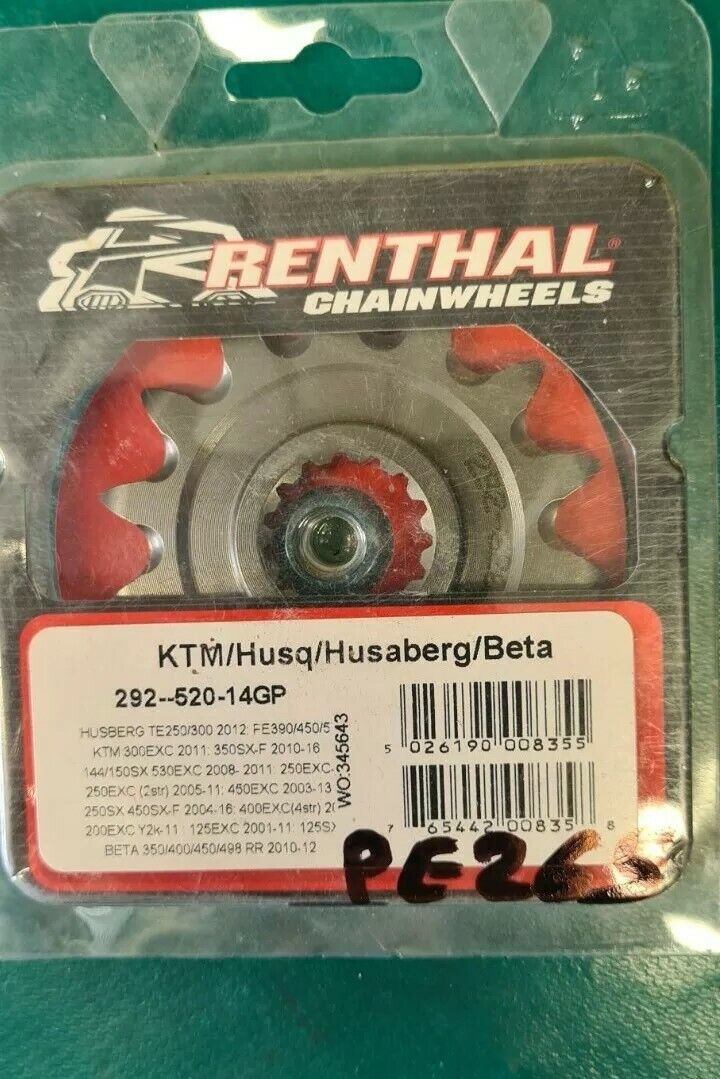 RENTHAL®
CHAINWHEELS
KTM/Husq/Husaberg/Beta
292--520-14GP
HUSBERG TE250/300 2012: FE390/450/5
KTM 300EXC 2011: 350SX-F 2010-16
144/150SX 530EXC 2008- 2011: 250EXC-
250EXC (2str) 2005-11: 450EXC 2003-13
250SX 450SX-F 2004-16: 400EXC(4str) 20
200EXC Y2k-11: 125EXC 2001-11: 125SX
BETA 350/400/450/498 RR 2010-12
WO:345643
5 026190 008355
7 65442 00835 8